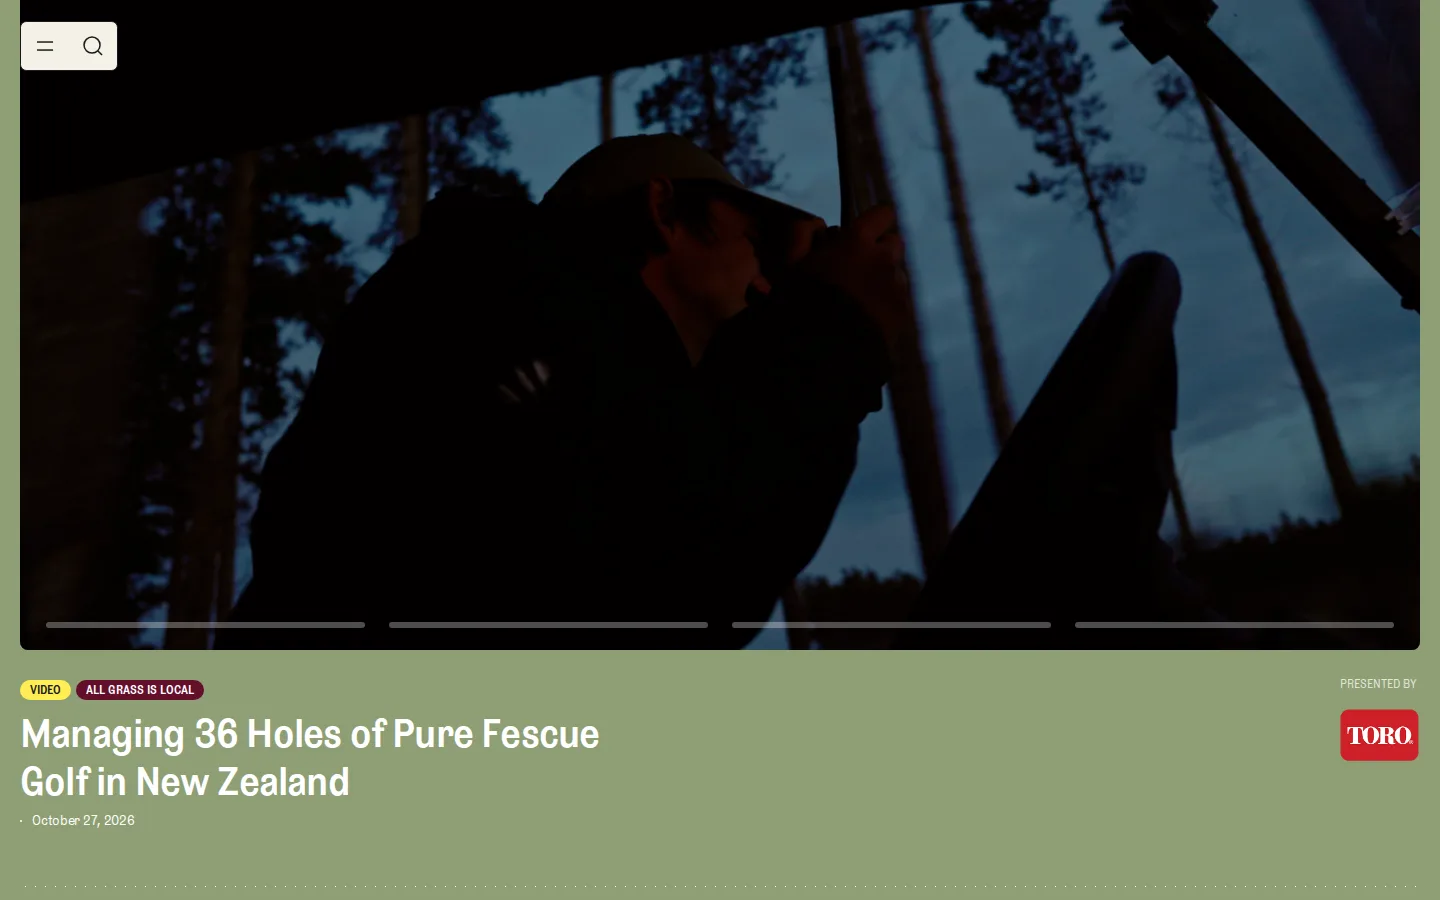 VIDEO
ALL GRASS IS LOCAL
Managing 36 Holes of Pure Fescue
Golf in New Zealand
· October 27, 2026
PRESENTED BY
TORO